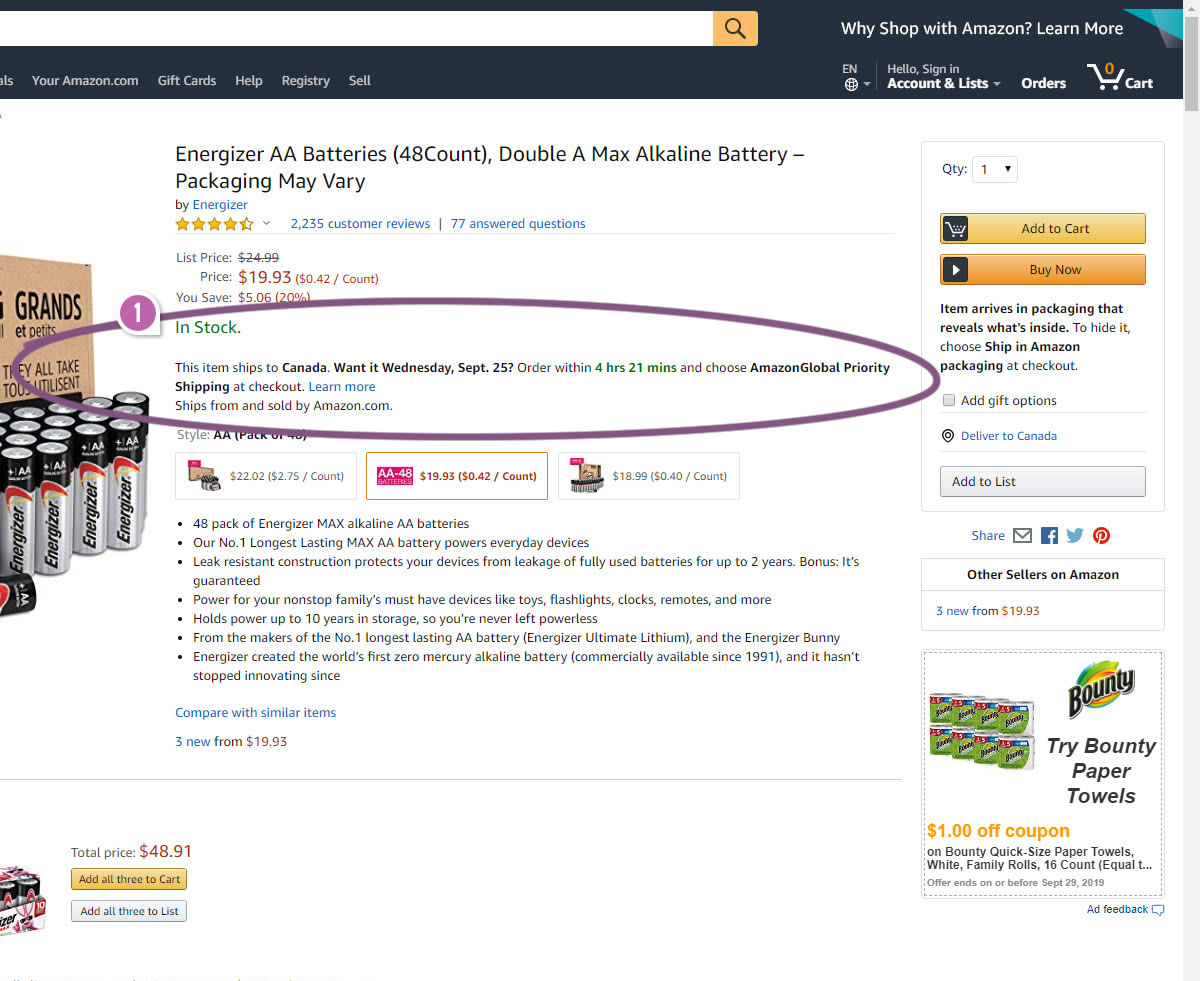 Why Shop with Amazon? Learn More
als Your Amazon.com Gift Cards Help Registry Sell
EN
Hello, Sign in
Account & Lists
Orders
0
Cart
Energizer AA Batteries (48Count), Double A Max Alkaline Battery –
Packaging May Vary
by Energizer
2,235 customer reviews | 77 answered questions
List Price: $24.99
Price: $19.93 ($0.42 / Count)
You Save: $5.06 (20%)
1
In Stock.
This item ships to Canada. Want it Wednesday, Sept. 25? Order within 4 hrs 21 mins and choose AmazonGlobal Priority
Shipping at checkout. Learn more
Ships from and sold by Amazon.com.
Style: AA (Pack of 48)
$22.02 ($2.75 / Count)
AA-48
BATTERIES
$19.93 ($0.42 / Count)
$18.99 ($0.40 / Count)
48 pack of Energizer MAX alkaline AA batteries
Our No.1 Longest Lasting MAX AA battery powers everyday devices
Leak resistant construction protects your devices from leakage of fully used batteries for up to 2 years. Bonus: It’s
guaranteed
Power for your nonstop family’s must have devices like toys, flashlights, clocks, remotes, and more
Holds power up to 10 years in storage, so you’re never left powerless
From the makers of the No.1 longest lasting AA battery (Energizer Ultimate Lithium), and the Energizer Bunny
Energizer created the world’s first zero mercury alkaline battery (commercially available since 1991), and it hasn’t
stopped innovating since
Compare with similar items
3 new from $19.93
GRANDS
et petits
THEY ALL TAKE
TOUS UTILISENT
+AA
+AA
+AA
+AA
Energizer
Energizer
Energizer
Energizer
+AA
Total price: $48.91
Add all three to Cart
Add all three to List
10
Qty: 1
Add to Cart
Buy Now
Item arrives in packaging that
reveals what's inside. To hide it,
choose Ship in Amazon
packaging at checkout.
Add gift options
Deliver to Canada
Add to List
Share
Other Sellers on Amazon
3 new from $19.93
Bounty
Try Bounty
Paper
Towels
$1.00 off coupon
on Bounty Quick-Size Paper Towels,
White, Family Rolls, 16 Count (Equal t...
Offer ends on or before Sept 29, 2019
Ad feedback